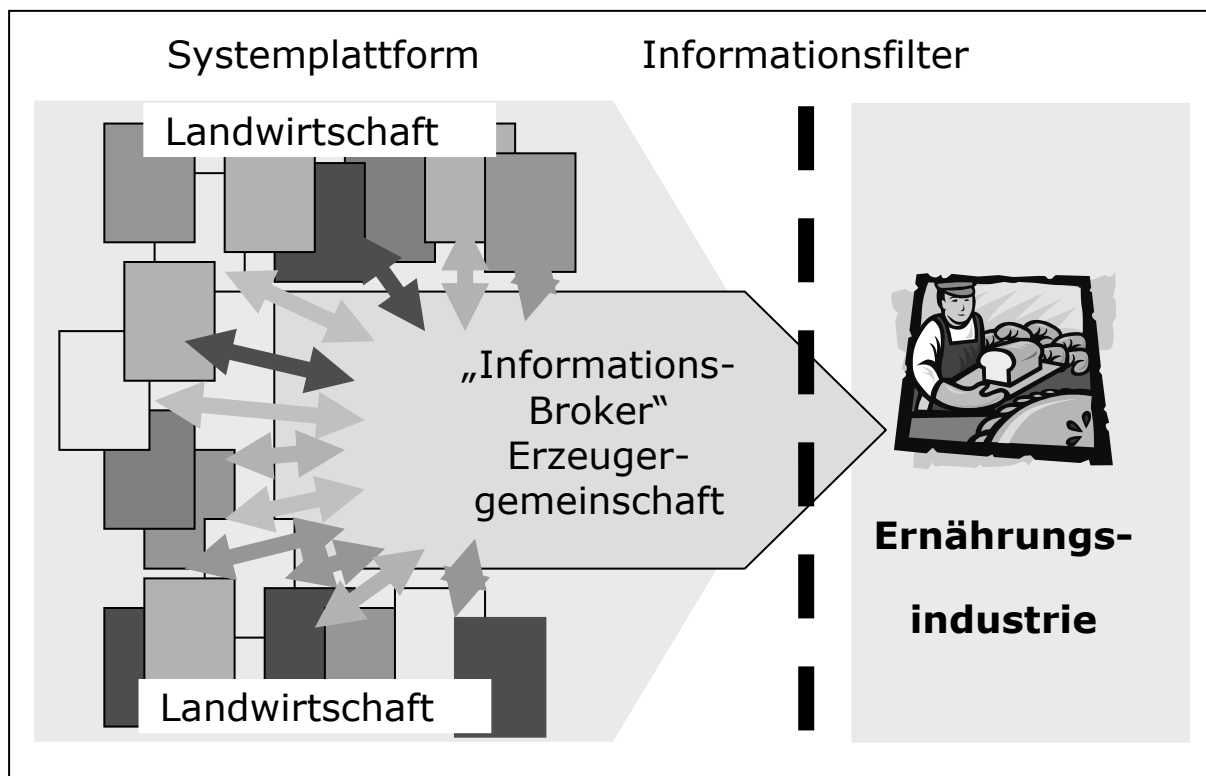 Systemplattform
Informationsfilter
Landwirtschaft
„Informations-
Broker“
Erzeuger-
gemeinschaft
Ernährungs-
industrie
Landwirtschaft